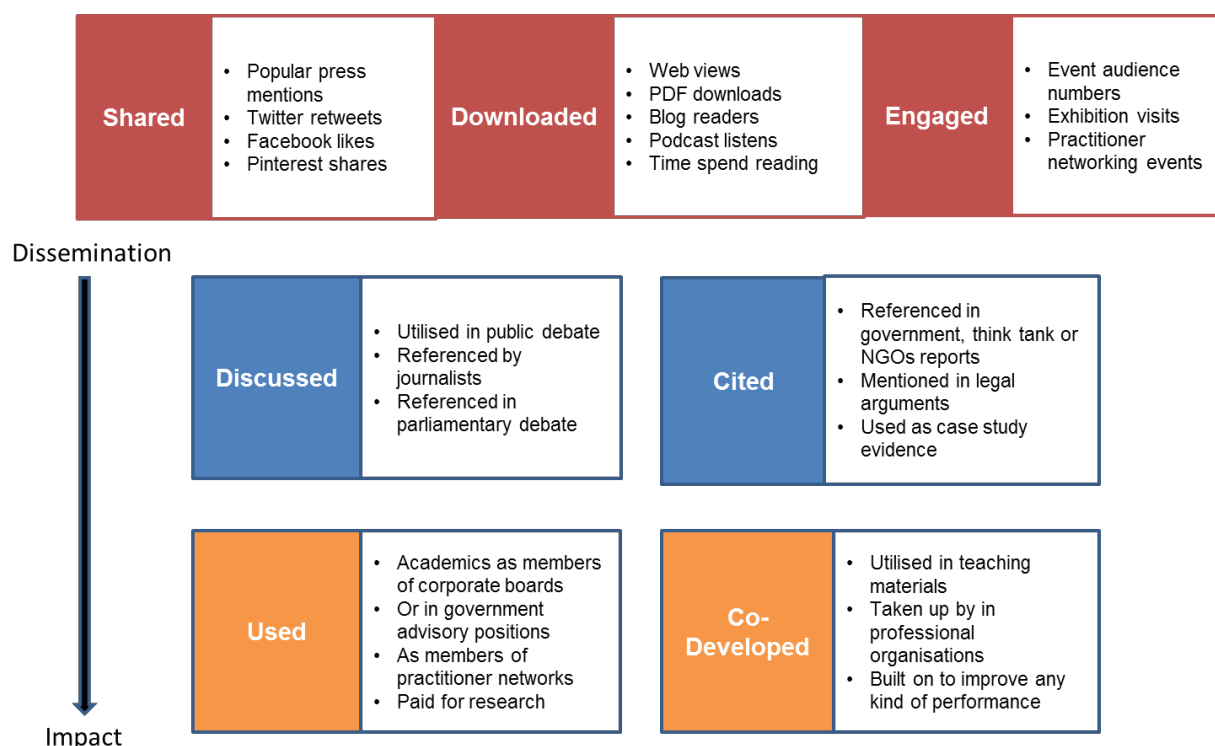 Shared
• Popular press
mentions
• Twitter retweets
• Facebook likes
• Pinterest shares
Downloaded
• Web views
• PDF downloads
• Blog readers
• Podcast listens
• Time spend reading
Engaged
• Event audience
numbers
• Exhibition visits
• Practitioner
networking events
Dissemination
Discussed
• Utilised in public debate
• Referenced by
journalists
• Referenced in
parliamentary debate
Cited
• Referenced in
government, think tank or
NGOs reports
• Mentioned in legal
arguments
• Used as case study
evidence
Used
• Academics as members
of corporate boards
• Or in government
advisory positions
• As members of
practitioner networks
• Paid for research
Co-
Developed
• Utilised in teaching
materials
• Taken up by in
professional
organisations
• Built on to improve any
kind of performance
Impact